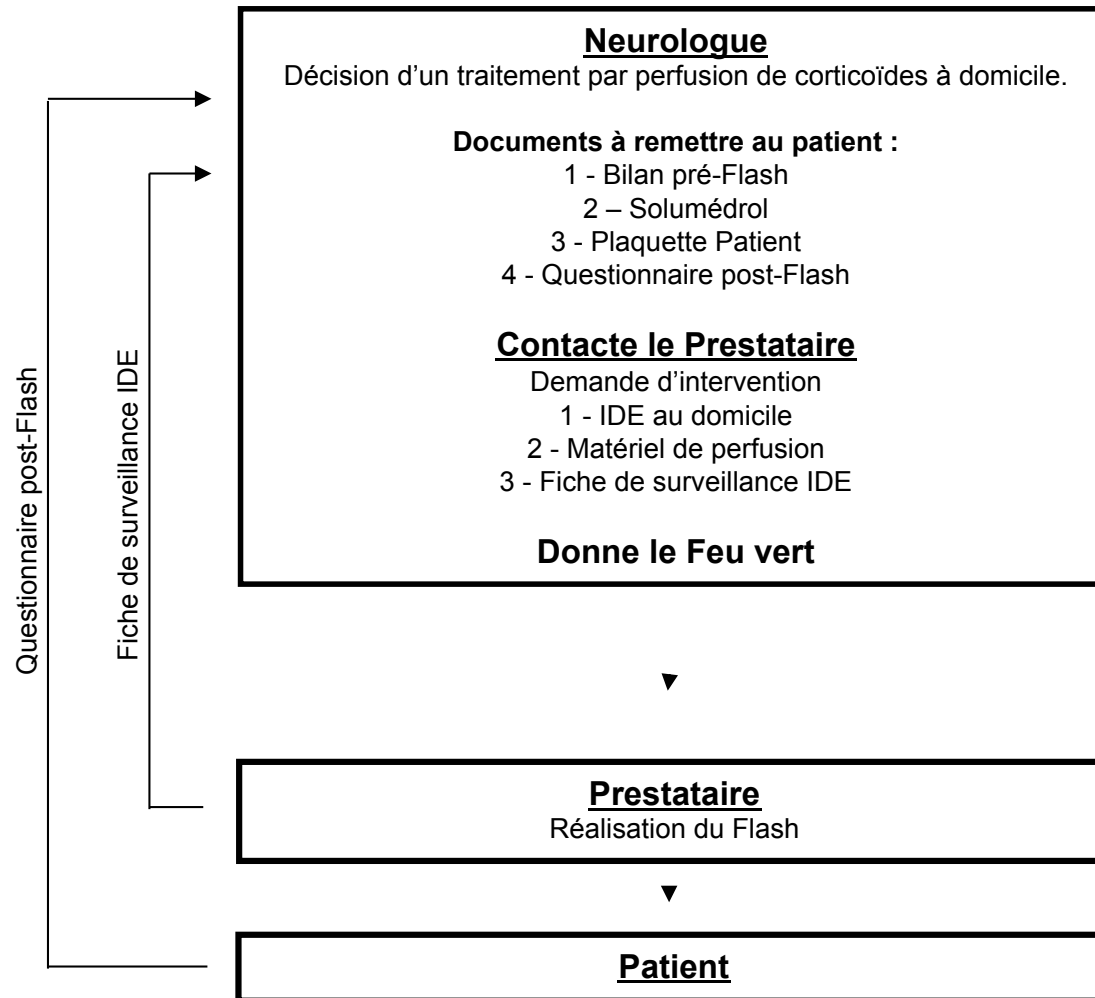 Neurologue
Décision d’un traitement par perfusion de corticoïdes à domicile.
Documents à remettre au patient :
1 - Bilan pré-Flash
2 – Solumédrol
3 - Plaquette Patient
4 - Questionnaire post-Flash
Contacte le Prestataire
Demande d’intervention
1 - IDE au domicile
2 - Matériel de perfusion
3 - Fiche de surveillance IDE
Donne le Feu vert
Questionnaire post-Flash
Fiche de surveillance IDE
Prestataire
Réalisation du Flash
Patient